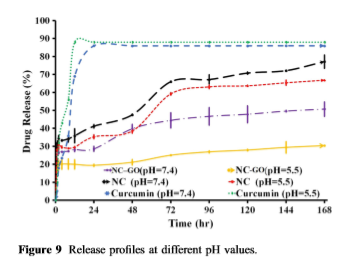 Drug Release (%)
100
90
80
70
60
50
40
30
20
10
0
NC-GO(pH=7.4)
NC-GO(pH=5.5)
NC (pH=7.4)
NC (pH=5.5)
Curcumin (pH=7.4)
Curcumin (pH=5.5)
0 24 48 72 96 120 144 168
Time (hr)
Figure 9 Release profiles at different pH values.